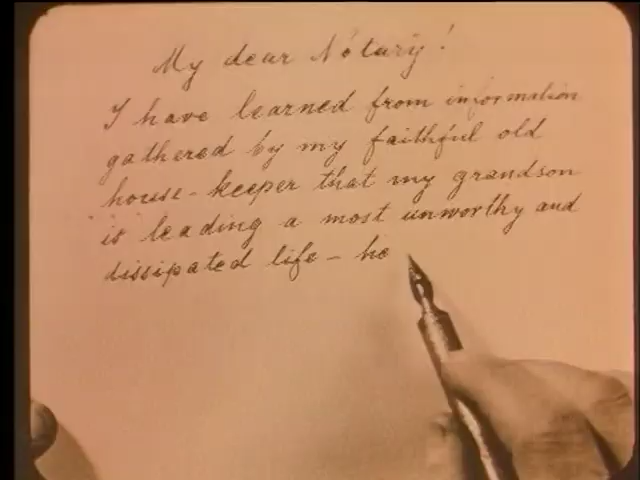 My dear Notary!
I have learned from information
gathered by my faithful old
house-keeper that my grandson
is leading a most unworthy and
dissipated life - he